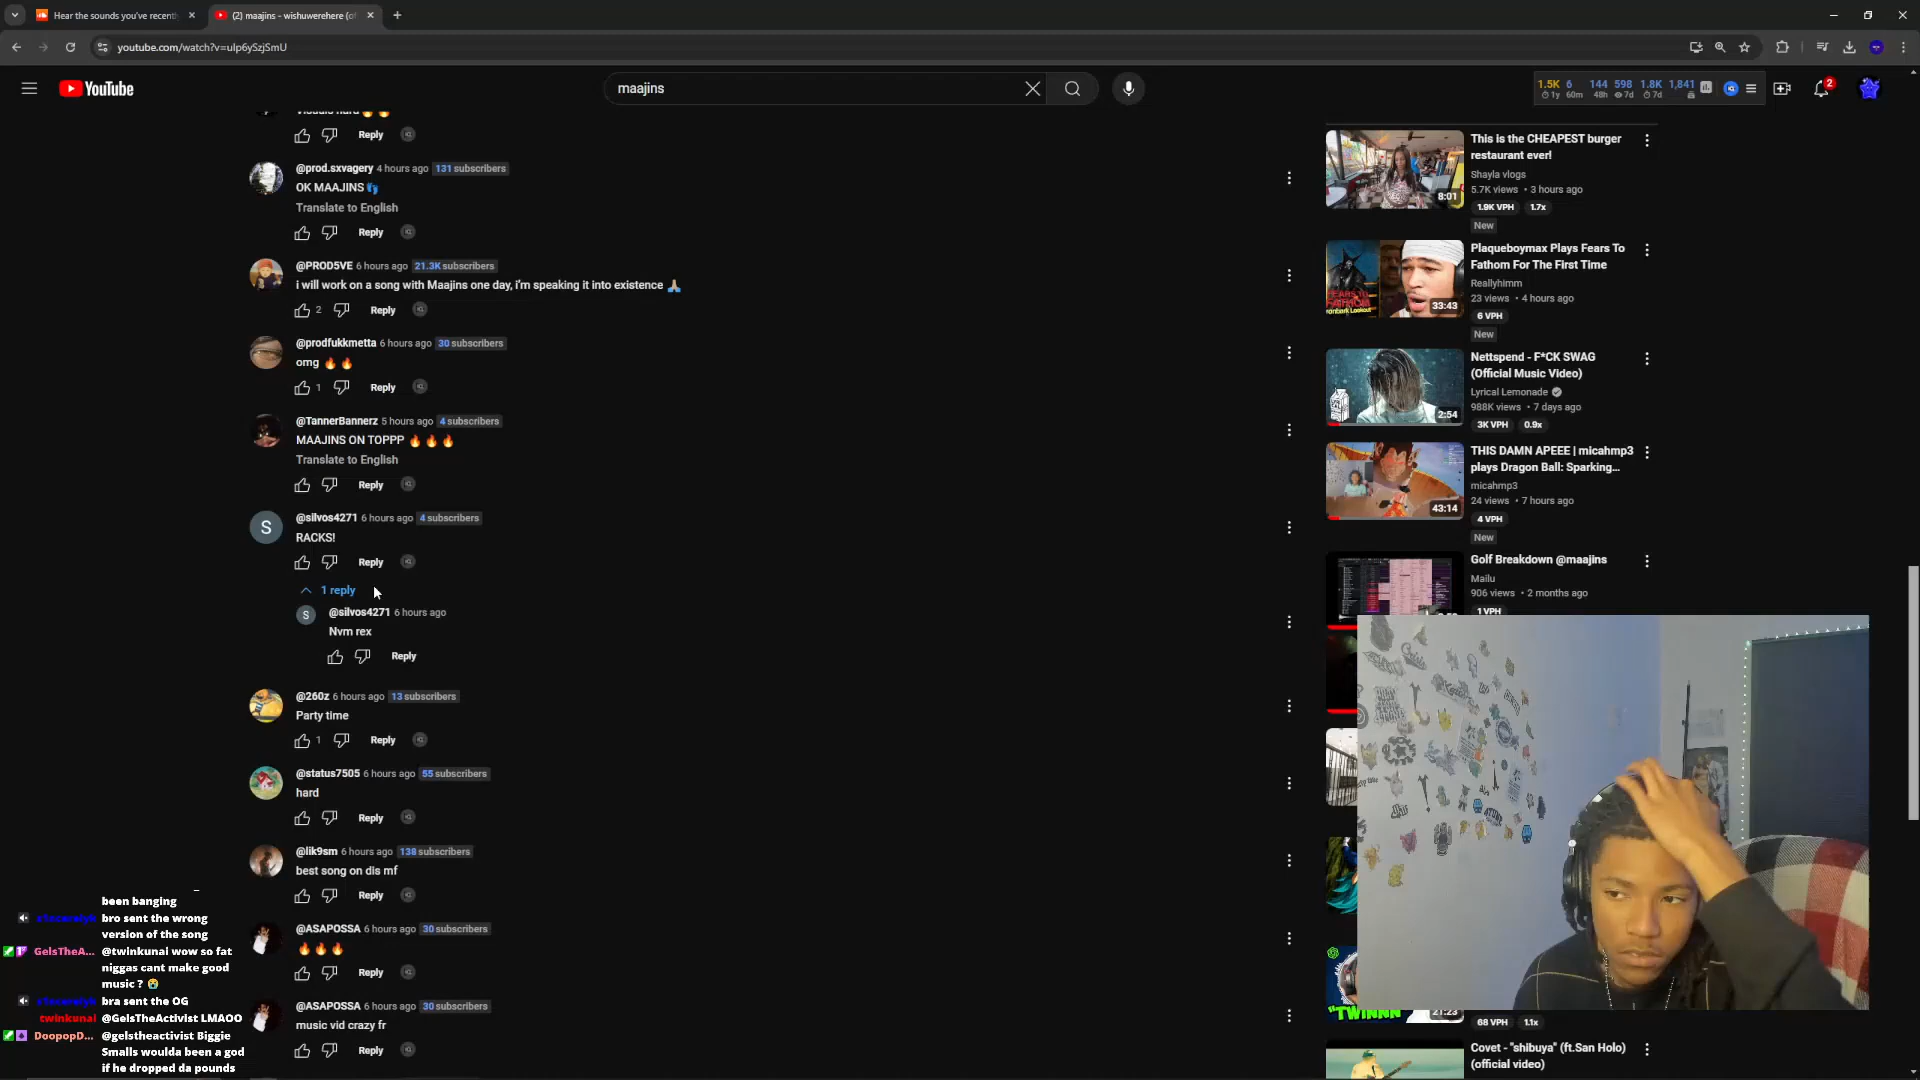 Hear the sounds you've recently
(2) maajins - wishuwerehere (of
youtube.com/watch?v=ulp6ySzjSmU
YouTube
maajins
1.5K 6 144 598 1.8K 1,841
1y 60m 48h 7d 7d
2
Visuals hard🔥🔥
Reply
@prod.sxvagery 4 hours ago 131 subscribers
OK MAAJINS👣
Translate to English
Reply
@PROD5VE 6 hours ago 21.3K subscribers
i will work on a song with Maajins one day, i'm speaking it into existence 🙏🏼
2 Reply
@prodfukkmetta 6 hours ago 30 subscribers
omg 🔥🔥
1 Reply
@TannerBannerz 5 hours ago 4 subscribers
MAAJINS ON TOPPP 🔥🔥🔥
Translate to English
Reply
S
@silvos4271 6 hours ago 4 subscribers
RACKS!
Reply
1 reply
S
@silvos4271 6 hours ago
Nvm rex
Reply
@260z 6 hours ago 13 subscribers
Party time
1 Reply
@status7505 6 hours ago 55 subscribers
hard
Reply
@lik9sm 6 hours ago 138 subscribers
best song on dis mf
Reply
@ASAPOSSA 6 hours ago 30 subscribers
🔥🔥🔥
Reply
@ASAPOSSA 6 hours ago 30 subscribers
music vid crazy fr
Reply
been banging
bro sent the wrong
version of the song
GelsTheA... @twinkunai wow so fat
niggas cant make good
music ? 😭
bra sent the OG
twinkunai @GelsTheActivist LMAOO
DoopopD... @gelstheactivist Biggie
Smalls woulda been a god
if he dropped da pounds
8:01
This is the CHEAPEST burger
restaurant ever!
Shayla vlogs
5.7K views • 3 hours ago
1.9K VPH 1.7x
New
33:43
Plaqueboymax Plays Fears To
Fathom For The First Time
Reallyhimm
23 views • 4 hours ago
6 VPH
New
2:54
Nettspend - F*CK SWAG
(Official Music Video)
Lyrical Lemonade
988K views • 7 days ago
3K VPH 0.9x
43:14
THIS DAMN APEEE | micahmp3
plays Dragon Ball: Sparking...
micahmp3
24 views • 7 hours ago
4 VPH
New
Golf Breakdown @maajins
Mailu
906 views • 2 months ago
1 VPH
"TWINNN"
21:23
68 VPH 1.1x
Covet - "shibuya" (ft.San Holo)
(official video)